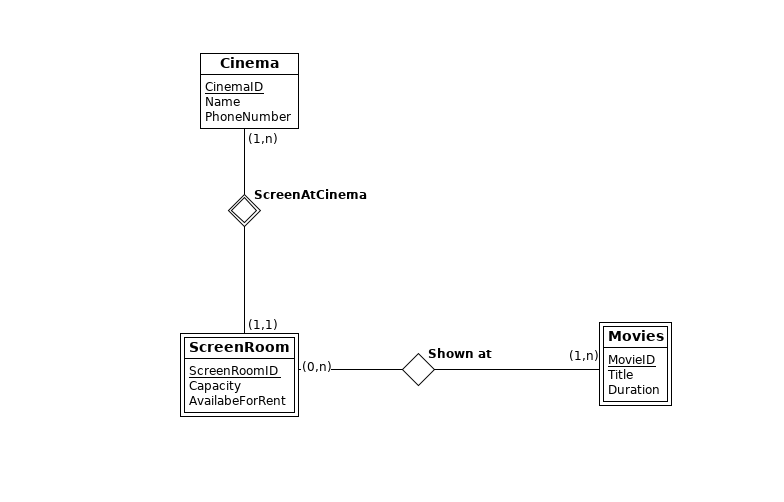 Cinema
CinemaID
Name
PhoneNumber
(1,n)
ScreenAtCinema
(1,1)
ScreenRoom
ScreenRoomID
Capacity
AvailabeForRent
(0,n)
Shown at
(1,n)
Movies
MovieID
Title
Duration